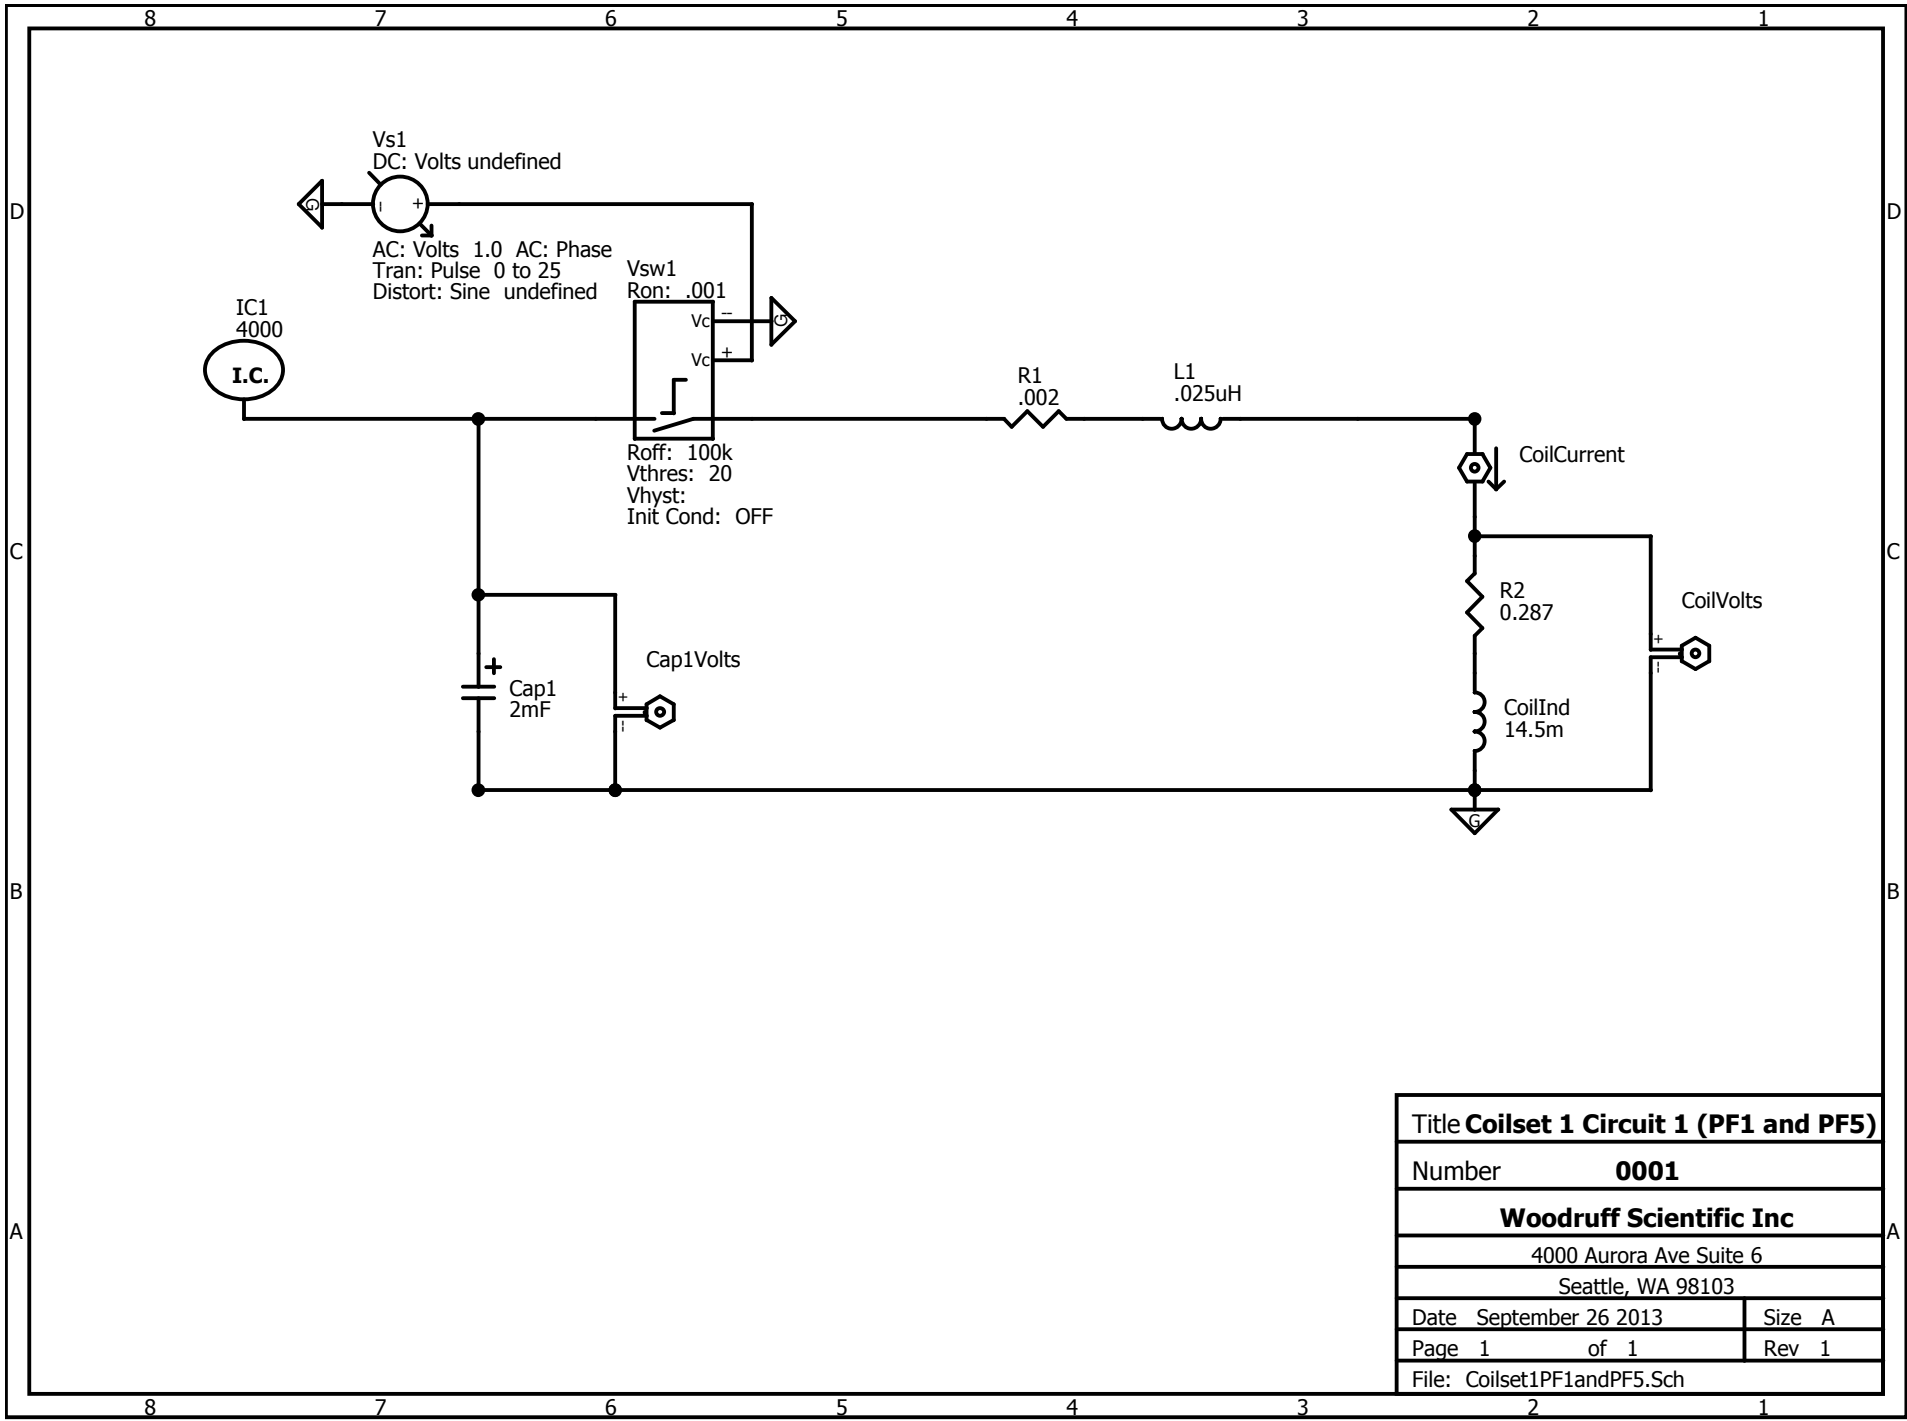 8 7 6 5 4 3 2 1
Vs1
DC: Volts undefined
D
G
- +
D
AC: Volts 1.0 AC: Phase
Tran: Pulse 0 to 25
Distort: Sine undefined
Vsw1
Ron: .001
IC1
4000
Vc --
G
Vc +
I.C.
R1
.002
L1
.025uH
Roff: 100k
Vthres: 20
Vhyst:
Init Cond: OFF
CoilCurrent
C
C
R2
0.287
CoilVolts
+
--
Cap1Volts
+
Cap1
2mF
+
--
CoilInd
14.5m
G
B
B
Title Coilset 1 Circuit 1 (PF1 and PF5)
Number 0001
Woodruff Scientific Inc
A
A
4000 Aurora Ave Suite 6
Seattle, WA 98103
Date September 26 2013 Size A
Page 1 of 1 Rev 1
File: Coilset1PF1andPF5.Sch
8 7 6 5 4 3 2 1